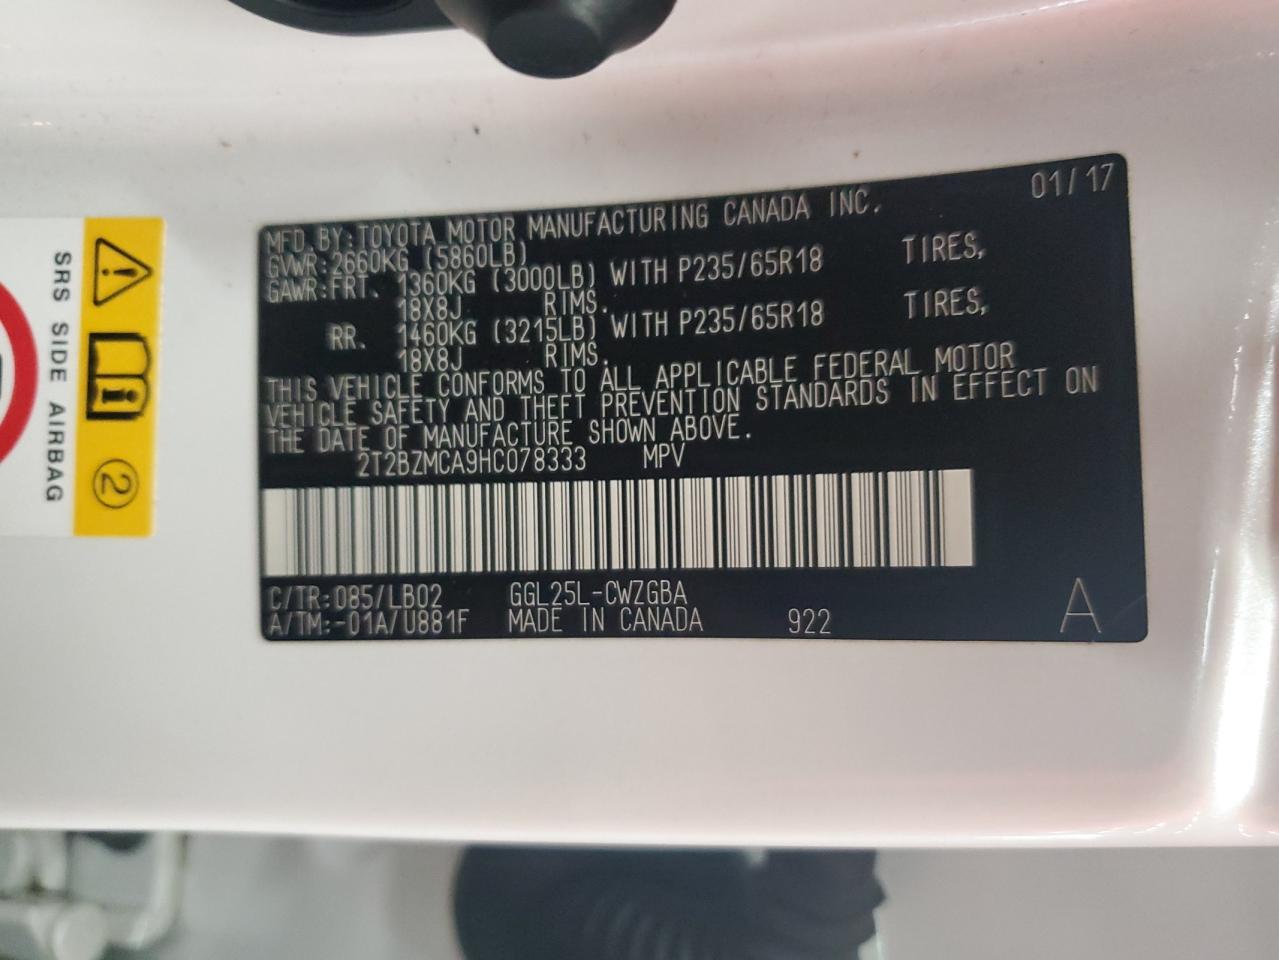 01/17
MFD. BY: TOYOTA MOTOR MANUFACTURING CANADA INC.
GVWR: 2660KG (5860LB)
GAWR: FRT. 1360KG (3000LB) WITH P235/65R18 TIRES,
18X8J RIMS.
RR. 1460KG (3215LB) WITH P235/65R18 TIRES,
18X8J RIMS.
THIS VEHICLE CONFORMS TO ALL APPLICABLE FEDERAL MOTOR
VEHICLE SAFETY AND THEFT PREVENTION STANDARDS IN EFFECT ON
THE DATE OF MANUFACTURE SHOWN ABOVE.
2T2BZMCA9HC078333 MPV
C/TR: 085/LB02 GGL25L-CWZGBA
A/TM: -01A/U881F MADE IN CANADA 922 A
SRS SIDE AIRBAG
2